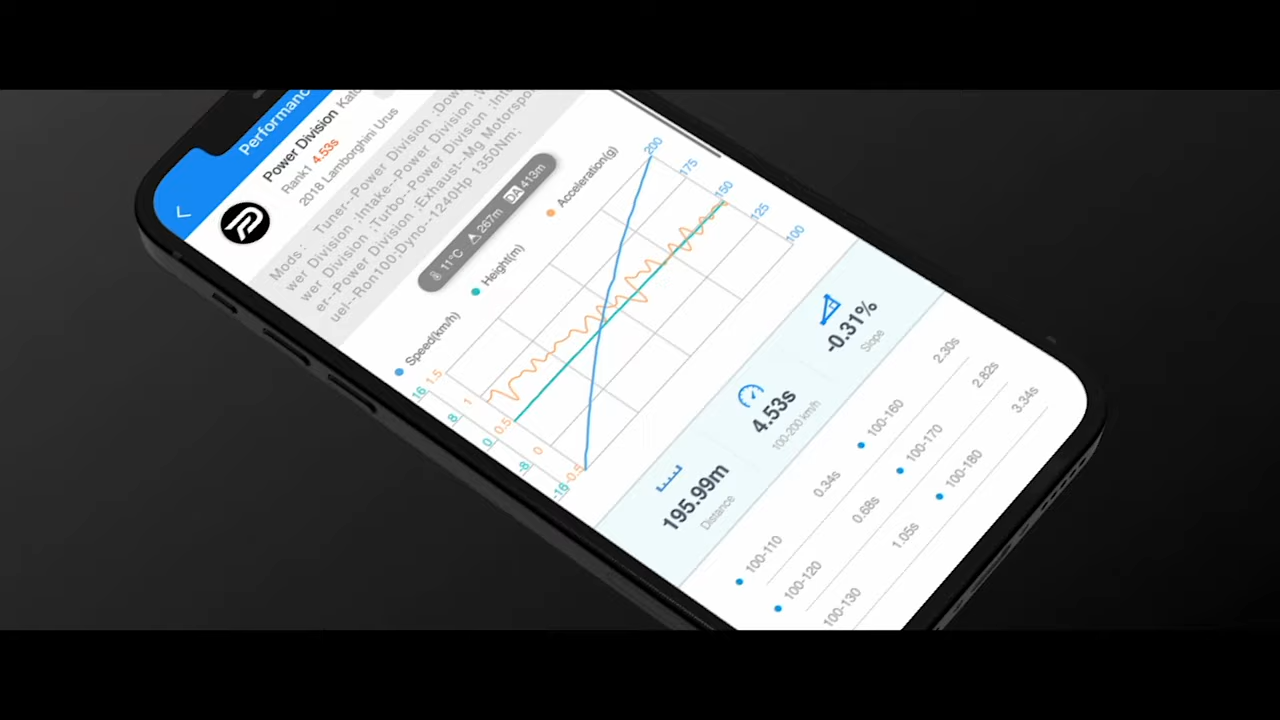 Performanc
Power Division Kato
Rank1 4.53s
2018 Lamborghini Urus
Mods: Tuner--Power Division ;Dow
wer Division ;Intake--Power Division ;
wer Division ;Turbo--Power Division ;Int
er--Power Division ;Exhaust--Mg Motorspo
uel--Ron100,Dyno--1240Hp 1350Nm;
11°C 267m DA 413m
Speed(km/h) Height(m) Acceleration(g)
16 1.5 200
8 1 175
0 0.5 150
-8 0 125
-16 -0.5 100
195.99m
Distance
4.53s
100-200 km/h
-0.31%
Slope
100-110 0.34s
100-160 2.30s
100-120 0.68s
100-170 2.82s
100-130 1.05s
100-180 3.34s